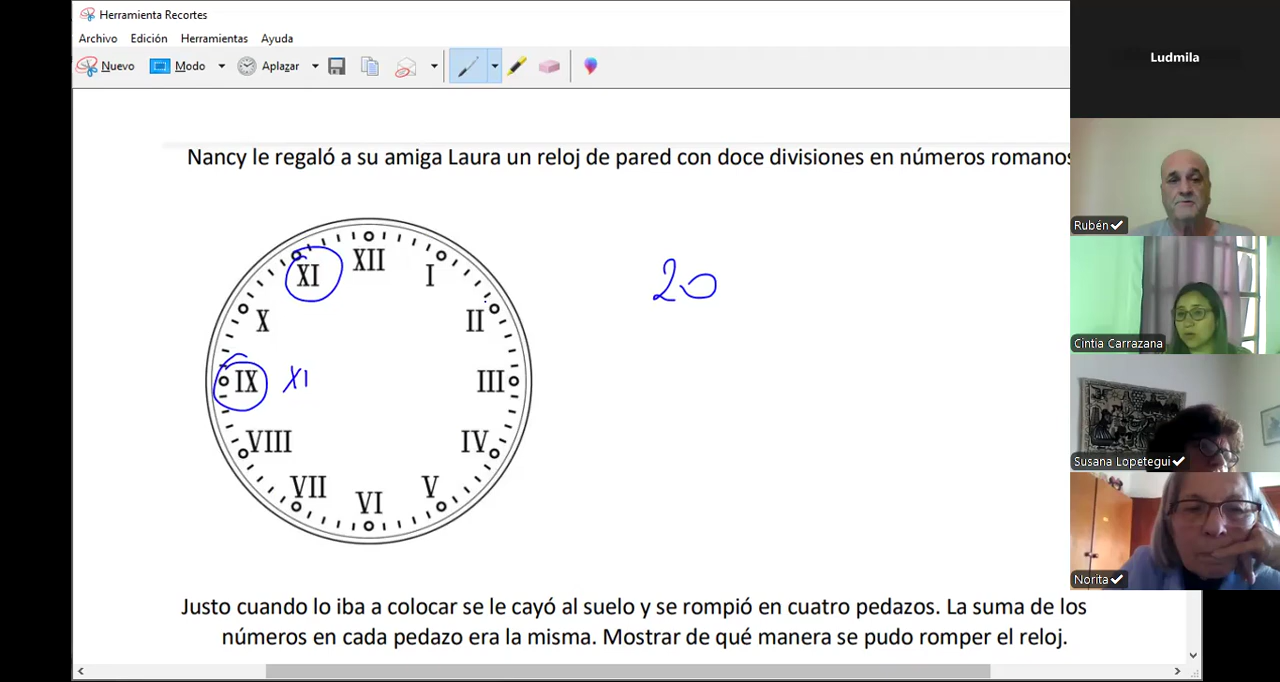 Herramienta Recortes
Archivo Edición Herramientas Ayuda
Nuevo Modo Aplazar
Nancy le regaló a su amiga Laura un reloj de pared con doce divisiones en números romanos
XII
XI I
X II
IX XI III
VIII IV
VII V
VI
20
Justo cuando lo iba a colocar se le cayó al suelo y se rompió en cuatro pedazos. La suma de los
números en cada pedazo era la misma. Mostrar de qué manera se pudo romper el reloj.
Ludmila
Rubén
Cintia Carrazana
Susana Lopetegui
Norita